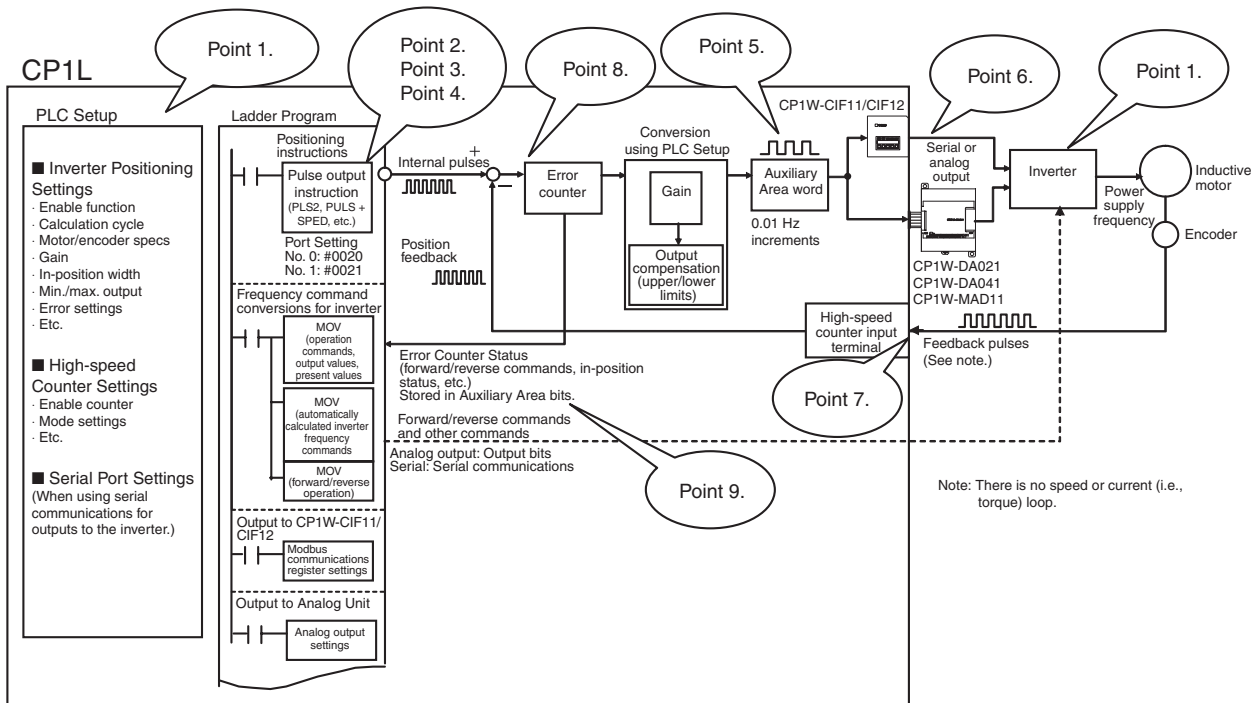 CP1L
Point 1.
Point 2.
Point 3.
Point 4.
Point 8.
Point 5.
Point 6.
Point 1.
PLC Setup
■ Inverter Positioning
Settings
· Enable function
· Calculation cycle
· Motor/encoder specs
· Gain
· In-position width
· Min./max. output
· Error settings
· Etc.
■ High-speed
Counter Settings
· Enable counter
· Mode settings
· Etc.
■ Serial Port Settings
(When using serial
communications for
outputs to the inverter.)
Ladder Program
Positioning
instructions
Pulse output
instruction
(PLS2, PULS +
SPED, etc.)
Port Setting
No. 0: #0020
No. 1: #0021
Frequency command
conversions for inverter
MOV
(operation
commands,
output values,
present values
MOV
(automatically
calculated inverter
frequency
commands
MOV
(forward/reverse
operation)
Output to CP1W-CIF11/
CIF12
Modbus
communications
register settings
Output to Analog Unit
Analog output
settings
Internal pulses
+
−
Position
feedback
Error
counter
Conversion
using PLC Setup
Gain
Output
compensation
(upper/lower
limits)
Auxiliary
Area word
0.01 Hz
increments
CP1W-CIF11/CIF12
Serial or
analog
output
CP1W-DA021
CP1W-DA041
CP1W-MAD11
Inverter
Power
supply
frequency
Inductive
motor
Encoder
High-speed
counter input
terminal
Feedback pulses
(See note.)
Error Counter Status
(forward/reverse commands, in-position
status, etc.)
Stored in Auxiliary Area bits.
Point 7.
Forward/reverse commands
and other commands
Analog output: Output bits
Serial: Serial communications
Point 9.
Note: There is no speed or current (i.e.,
torque) loop.